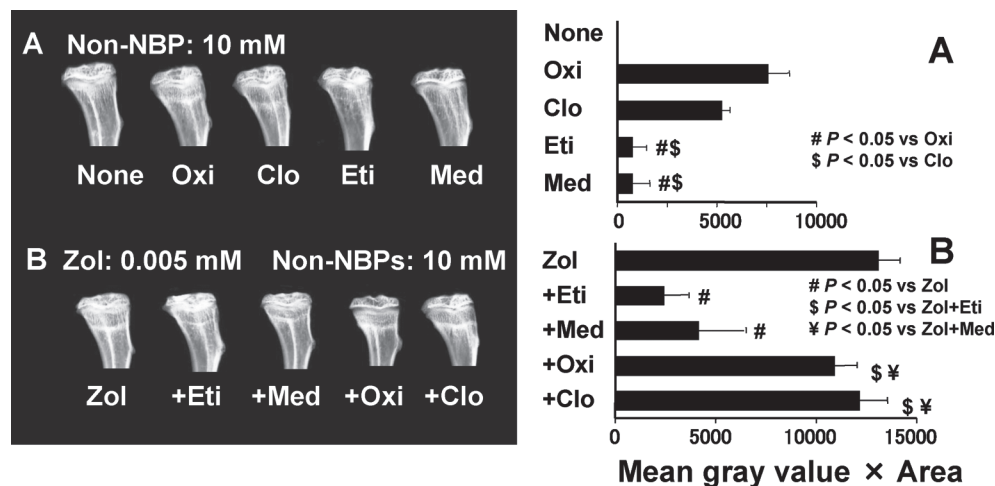 A Non-NBP: 10 mM
None Oxi Clo Eti Med
B Zol: 0.005 mM Non-NBPs: 10 mM
Zol +Eti +Med +Oxi +Clo
A
None
Oxi
Clo
Eti #$
Med #$
# P < 0.05 vs Oxi
$ P < 0.05 vs Clo
0 5000 10000
B
Zol
+Eti #
+Med #
+Oxi $ ¥
+Clo $ ¥
# P < 0.05 vs Zol
$ P < 0.05 vs Zol+Eti
¥ P < 0.05 vs Zol+Med
0 5000 10000 15000
Mean gray value × Area